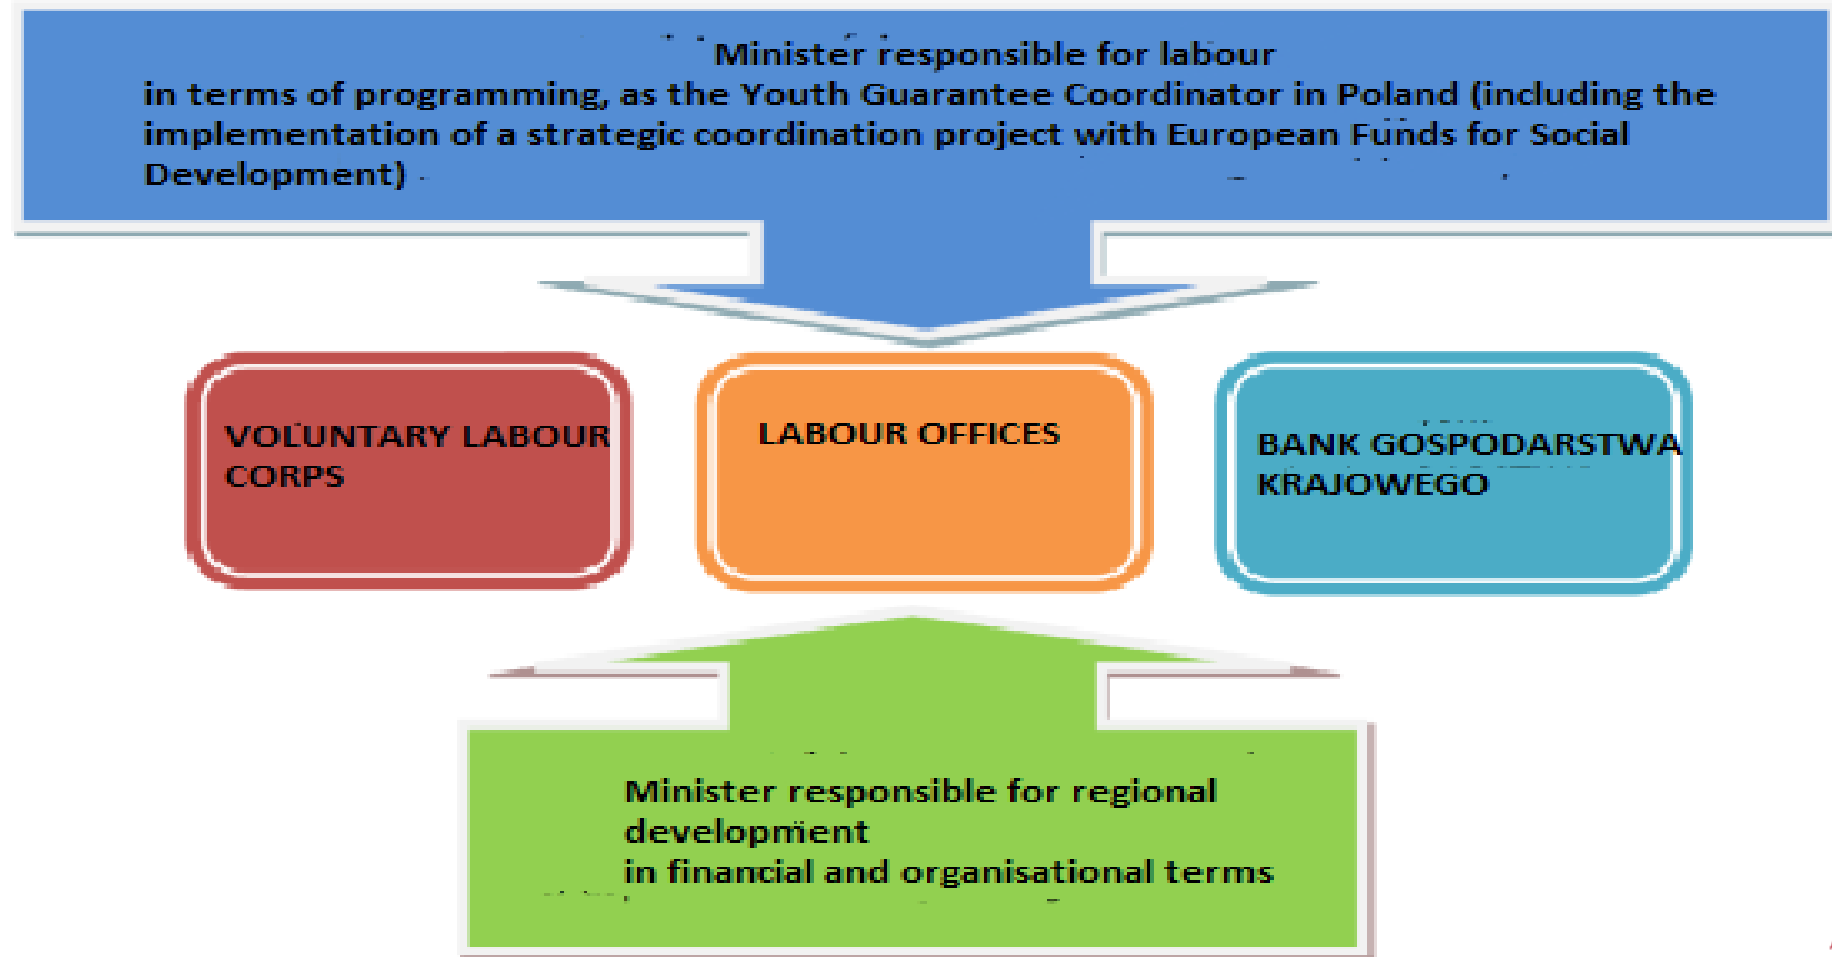 Minister responsible for labour
in terms of programming, as the Youth Guarantee Coordinator in Poland (including the
implementation of a strategic coordination project with European Funds for Social
Development)
VOLUNTARY LABOUR
CORPS
LABOUR OFFICES
BANK GOSPODARSTWA
KRAJOWEGO
Minister responsible for regional
development
in financial and organisational terms